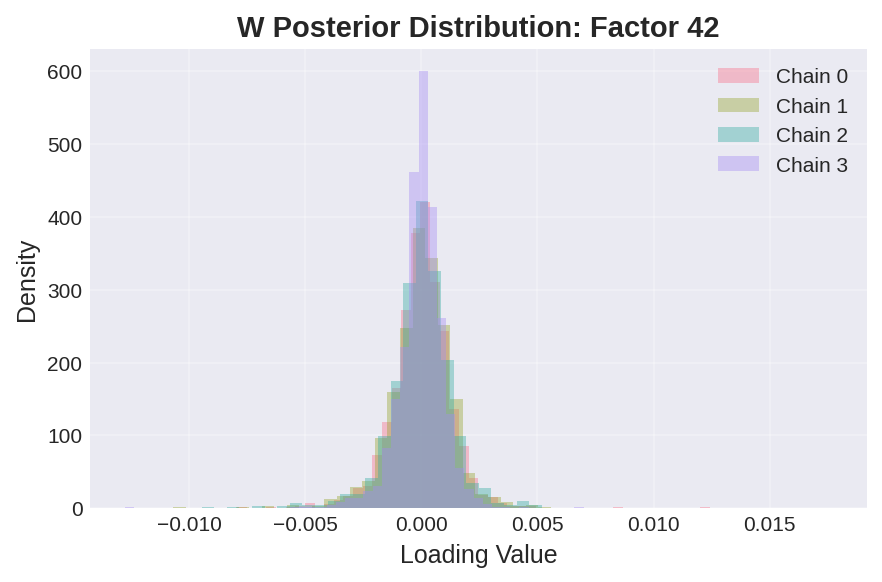 W Posterior Distribution: Factor 42
Chain 0
Chain 1
Chain 2
Chain 3
600
500
400
300
200
100
0
Density
−0.010 −0.005 0.000 0.005 0.010 0.015
Loading Value